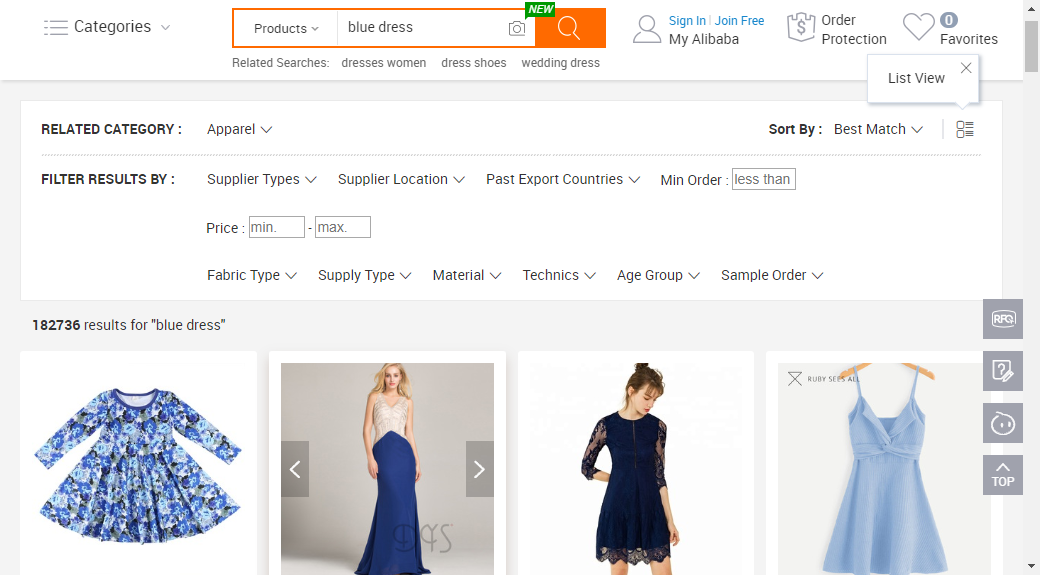 Categories
Products
blue dress
NEW
Sign In | Join Free
My Alibaba
Order
Protection
0
Favorites
Related Searches: dresses women dress shoes wedding dress
List View
RELATED CATEGORY : Apparel
Sort By : Best Match
FILTER RESULTS BY : Supplier Types Supplier Location Past Export Countries Min Order : less than
Price : min. - max.
Fabric Type Supply Type Material Technics Age Group Sample Order
182736 results for "blue dress"
RFQ
RUBY SEES ALL
DYS
TOP